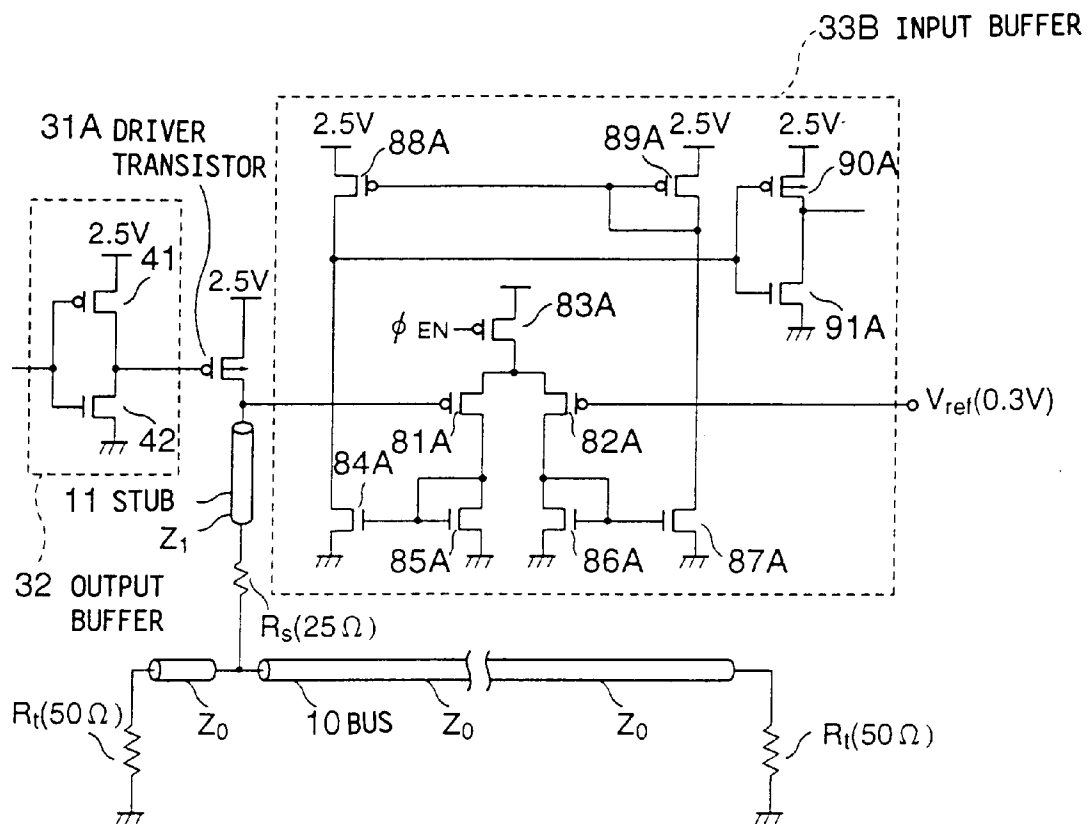 33B INPUT BUFFER
31A DRIVER
TRANSISTOR
2.5V
88A
89A
2.5V
2.5V
90A
2.5V
41
2.5V
83A
91A
φ EN
Vref(0.3V)
42
81A
82A
84A
11 STUB
Z1
85A
86A
87A
32 OUTPUT
BUFFER
Rs(25Ω)
Rt(50Ω)
Z0
10 BUS
Z0
Z0
Rt(50Ω)